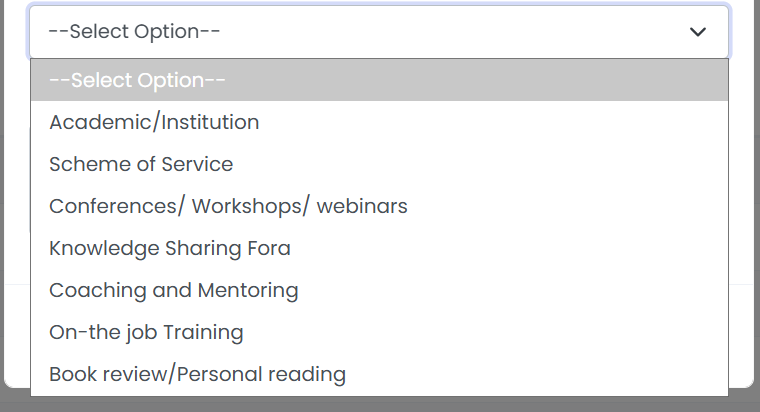 --Select Option--
--Select Option--
Academic/Institution
Scheme of Service
Conferences/ Workshops/ webinars
Knowledge Sharing Fora
Coaching and Mentoring
On-the job Training
Book review/Personal reading